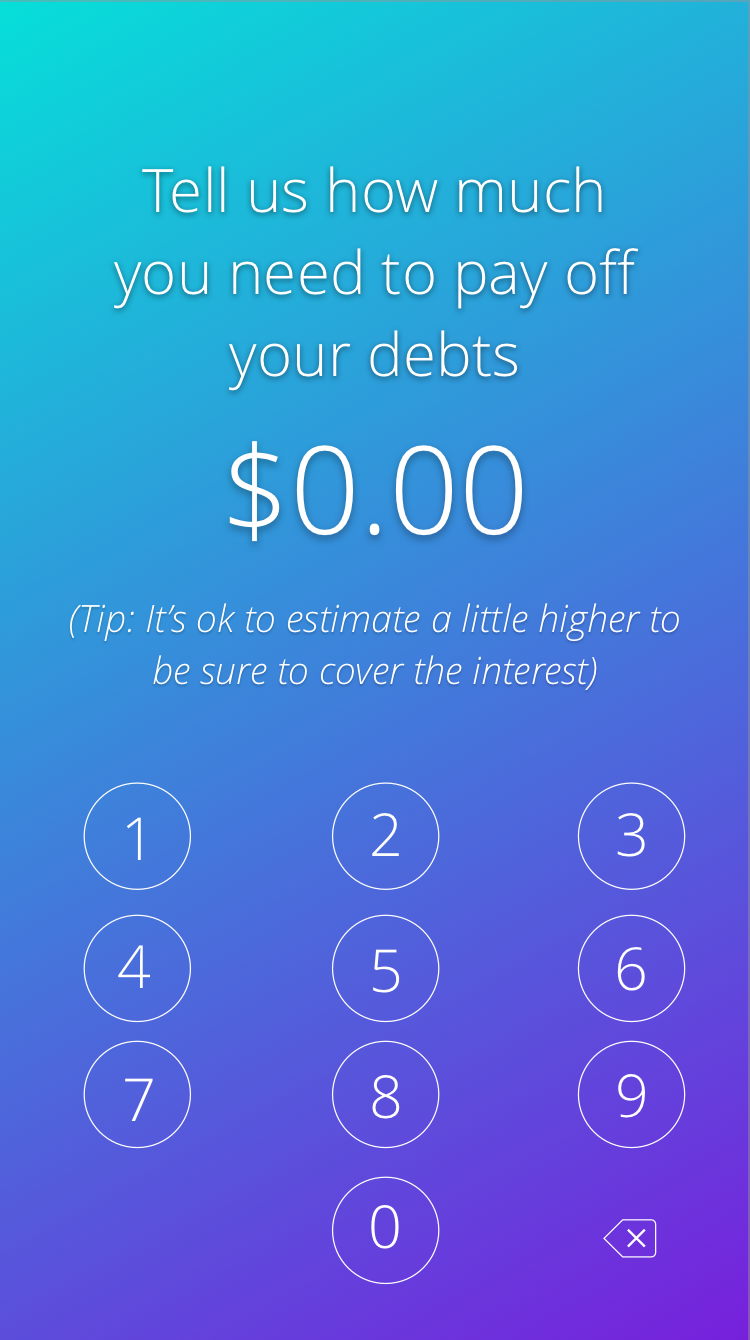 Tell us how much
you need to pay off
your debts
$0.00
(Tip: It’s ok to estimate a little higher to
be sure to cover the interest)
1 2 3
4 5 6
7 8 9
0